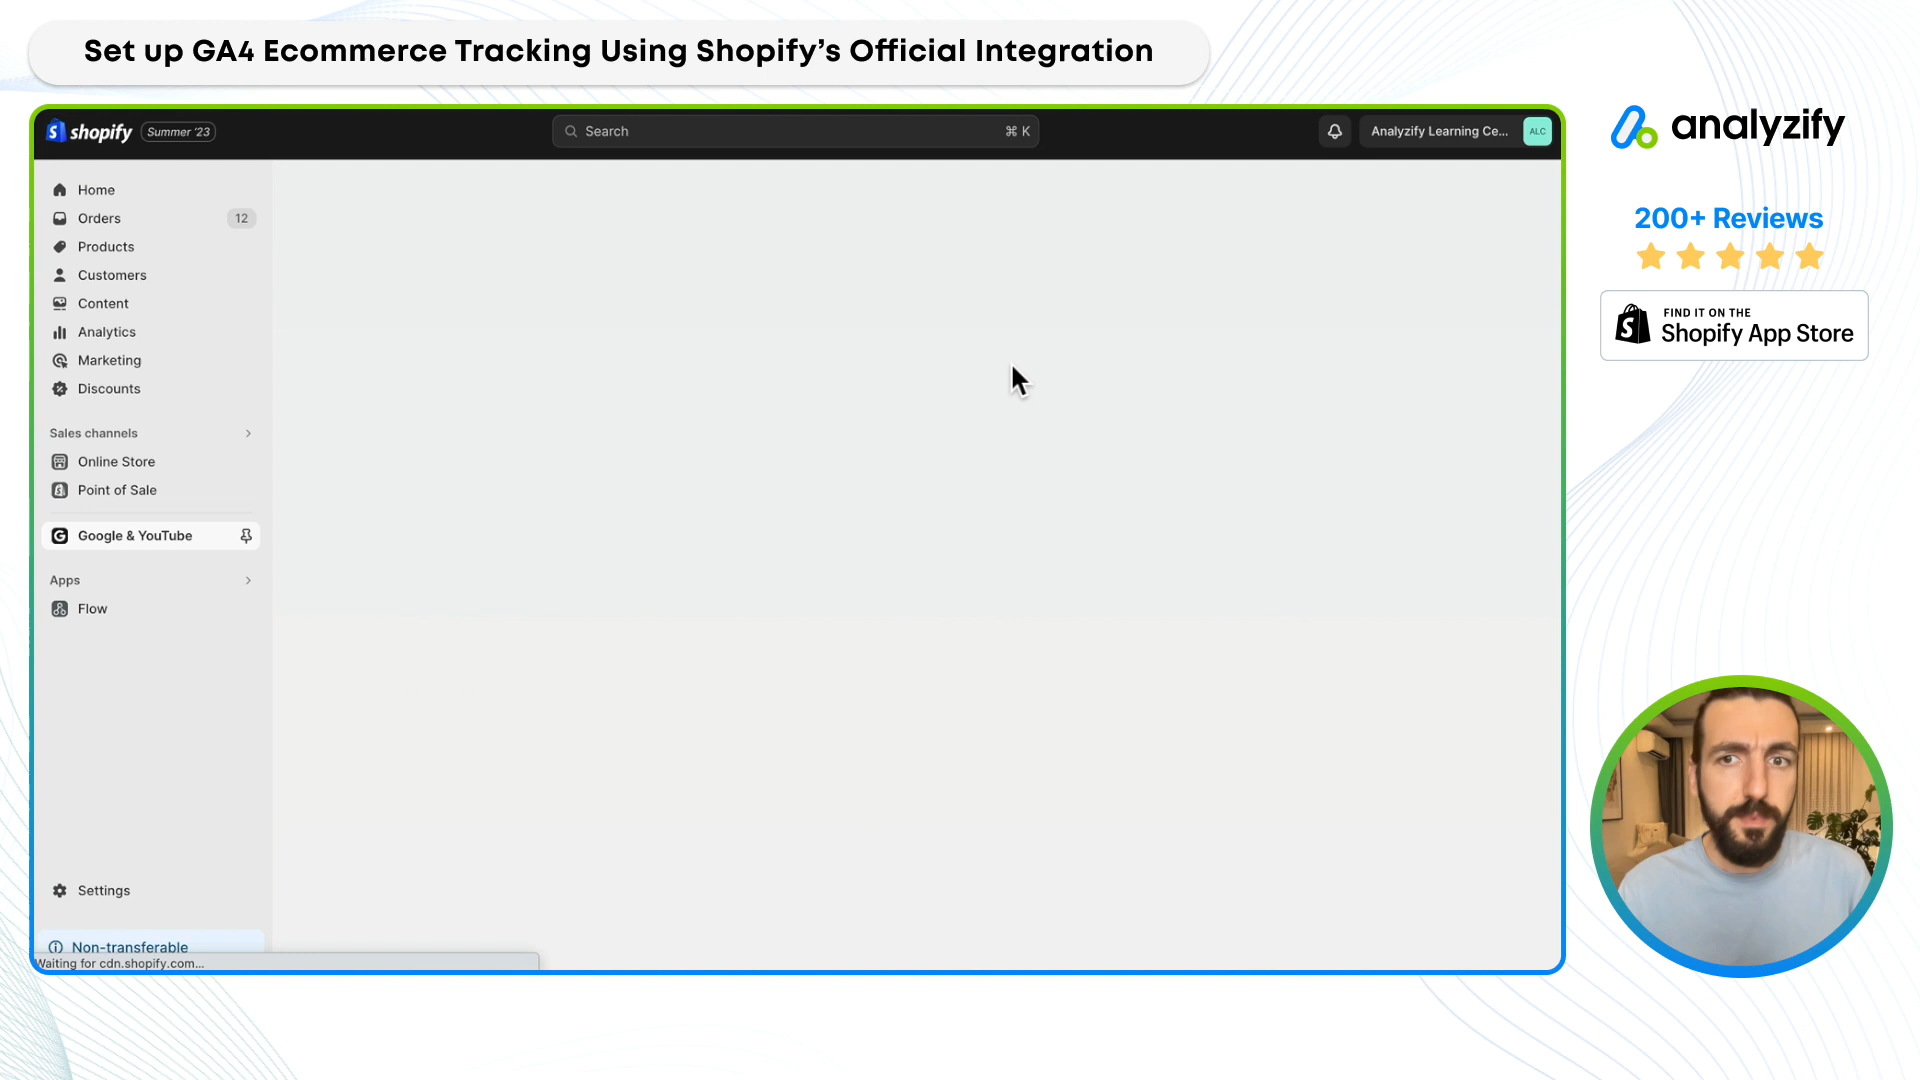 Set up GA4 Ecommerce Tracking Using Shopify's Official Integration
shopify
Summer '23
Search
⌘ K
Analyzify Learning Ce...
ALC
Home
Orders
12
Products
Customers
Content
Analytics
Marketing
Discounts
Sales channels
Online Store
Point of Sale
Google & YouTube
Apps
Flow
Settings
Non-transferable
Waiting for cdn.shopify.com...
analyzify
200+ Reviews
FIND IT ON THE
Shopify App Store